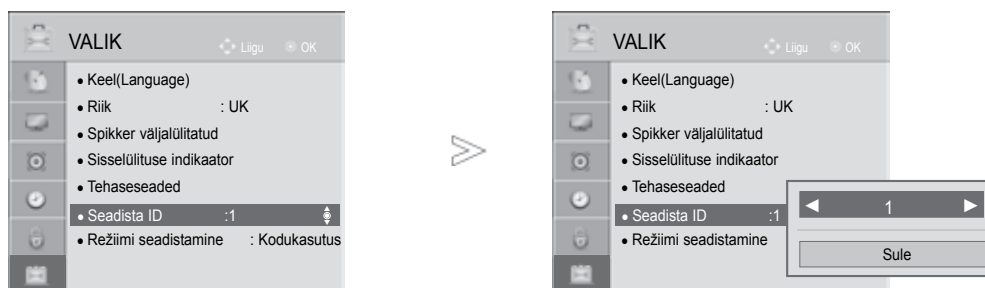 VALIK Liigu OK
• Keel(Language)
• Riik : UK
• Spikker väljalülitatud
• Sisselülituse indikaator
• Tehaseseaded
• Seadista ID :1
• Režiimi seadistamine : Kodukasutus
VALIK Liigu OK
• Keel(Language)
• Riik : UK
• Spikker väljalülitatud
• Sisselülituse indikaator
• Tehaseseaded
• Seadista ID :1
• Režiimi seadistamine
◄ 1 ►
Sule